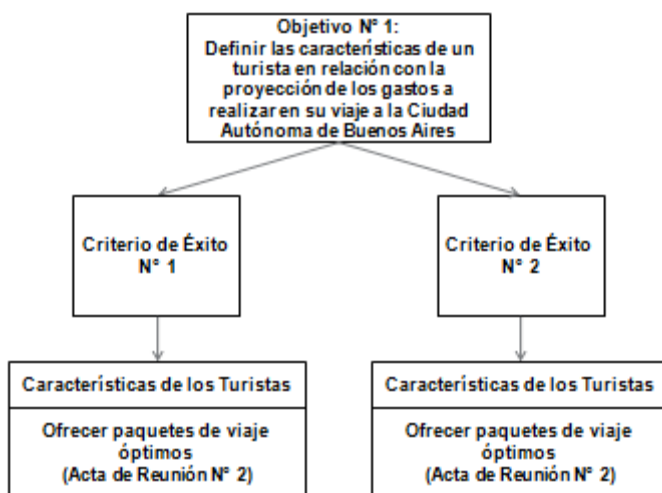 Objetivo N° 1:
Definir las características de un
turista en relación con la
proyección de los gastos a
realizar en su viaje a la Ciudad
Autónoma de Buenos Aires
Criterio de Éxito
N° 1
Criterio de Éxito
N° 2
Características de los Turistas
Ofrecer paquetes de viaje
óptimos
(Acta de Reunión N° 2)
Características de los Turistas
Ofrecer paquetes de viaje
óptimos
(Acta de Reunión N° 2)